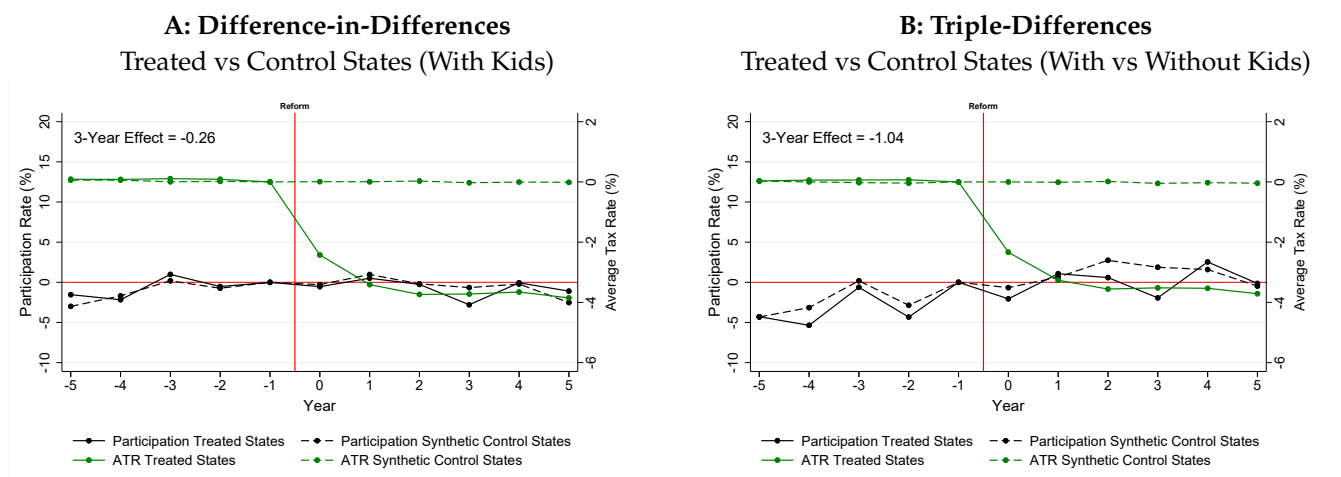 A: Difference-in-Differences
Treated vs Control States (With Kids)
Reform
3-Year Effect = -0.26
20
15
10
5
0
-5
-10
Participation Rate (%)
2
0
-2
-4
-6
Average Tax Rate (%)
-5 -4 -3 -2 -1 0 1 2 3 4 5
Year
Participation Treated States
Participation Synthetic Control States
ATR Treated States
ATR Synthetic Control States
B: Triple-Differences
Treated vs Control States (With vs Without Kids)
Reform
3-Year Effect = -1.04
20
15
10
5
0
-5
-10
Participation Rate (%)
2
0
-2
-4
-6
Average Tax Rate (%)
-5 -4 -3 -2 -1 0 1 2 3 4 5
Year
Participation Treated States
Participation Synthetic Control States
ATR Treated States
ATR Synthetic Control States